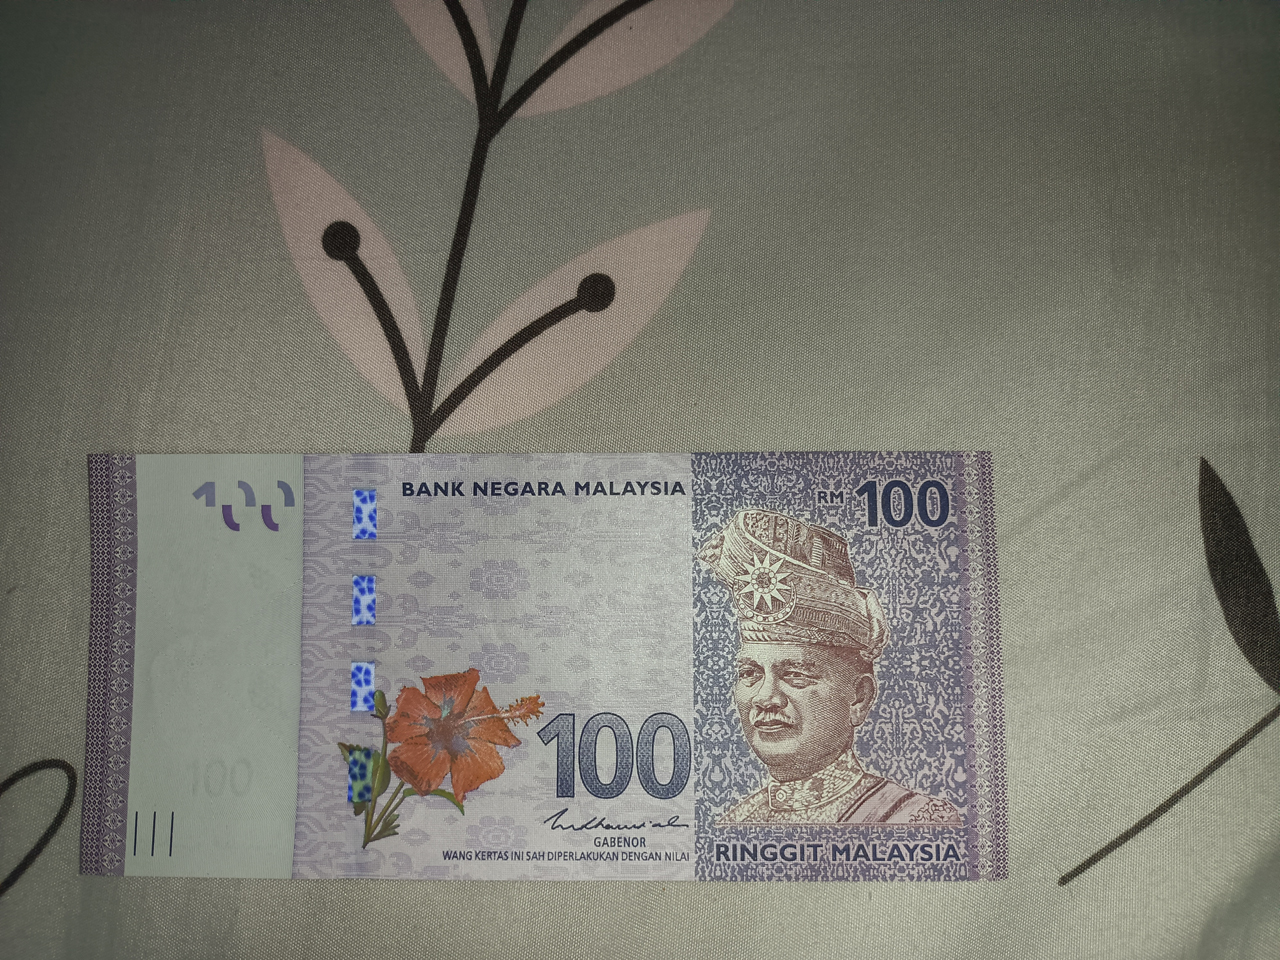 BANK NEGARA MALAYSIA
RM 100
100
100
GABENOR
WANG KERTAS INI SAH DIPERLAKUKAN DENGAN NILAI
RINGGIT MALAYSIA